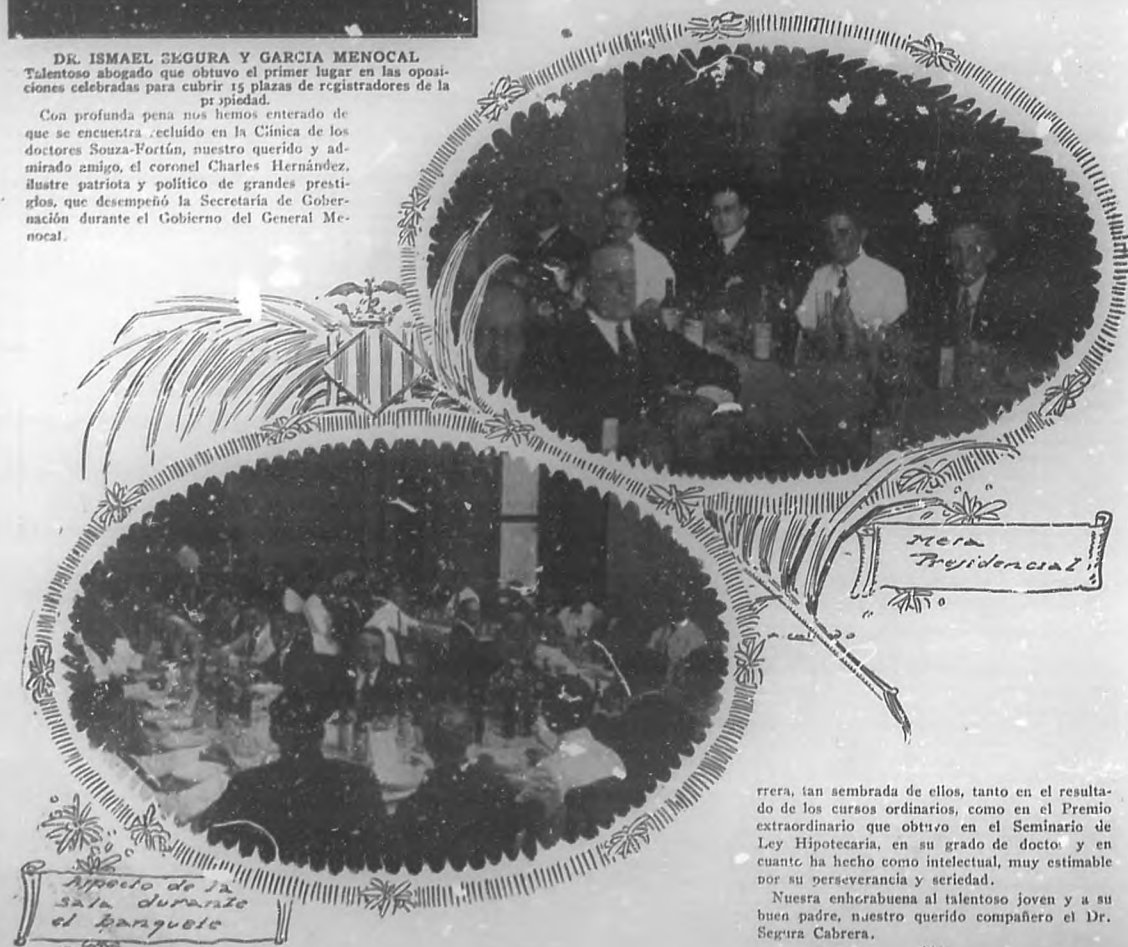 DR. ISMAEL SEGURA Y GARCIA MENOCAL
Talentoso abogado que obtuvo el primer lugar en las oposi-
ciones celebradas para cubrir 15 plazas de registradores de la
propiedad.
Con profunda pena nos hemos enterado de
que se encuentra recluído en la Clínica de los
doctores Souza-Fortún, nuestro querido y ad-
mirado amigo, el coronel Charles Hernández,
ilustre patriota y político de grandes presti-
gios, que desempeñó la Secretaría de Gober-
nación durante el Gobierno del General Me-
nocal.
Mesa
Presidencial
Aspecto de la
sala durante
el banquete
rrera, tan sembrada de ellos, tanto en el resulta-
do de los cursos ordinarios, como en el Premio
extraordinario que obtuvo en el Seminario de
Ley Hipotecaria, en su grado de doctor y en
cuanto ha hecho como intelectual, muy estimable
por su perseverancia y seriedad.
Nuesra enhorabuena al talentoso joven y a su
buen padre, nuestro querido compañero el Dr.
Segura Cabrera.